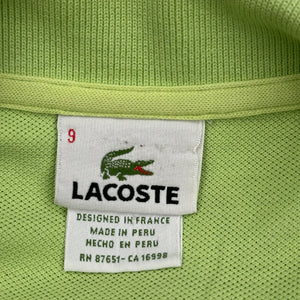 9
LACOSTE
DESIGNED IN FRANCE
MADE IN PERU
HECHO EN PERU
RN 87651-CA 16998